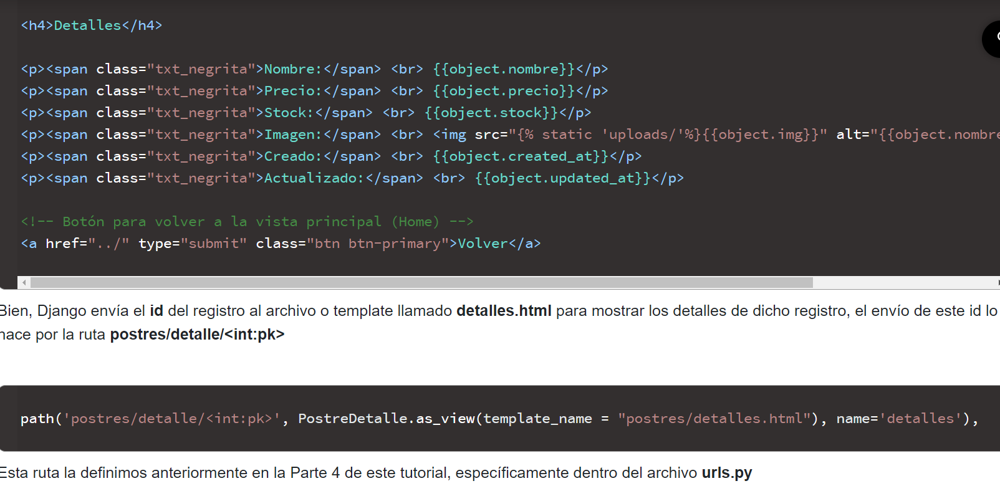 <h4>Detalles</h4>
<p><span class="txt_negrita">Nombre:</span> <br> {{object.nombre}}</p>
<p><span class="txt_negrita">Precio:</span> <br> {{object.precio}}</p>
<p><span class="txt_negrita">Stock:</span> <br> {{object.stock}}</p>
<p><span class="txt_negrita">Imagen:</span> <br> <img src="{% static 'uploads/'%}{{object.img}}" alt="{{object.nombre
<p><span class="txt_negrita">Creado:</span> <br> {{object.created_at}}</p>
<p><span class="txt_negrita">Actualizado:</span> <br> {{object.updated_at}}</p>
<!-- Botón para volver a la vista principal (Home) -->
<a href="../" type="submit" class="btn btn-primary">Volver</a>
Bien, Django envía el id del registro al archivo o template llamado detalles.html para mostrar los detalles de dicho registro, el envío de este id lo
hace por la ruta postres/detalle/<int:pk>
path('postres/detalle/<int:pk>', PostreDetalle.as_view(template_name = "postres/detalles.html"), name='detalles'),
Esta ruta la definimos anteriormente en la Parte 4 de este tutorial, específicamente dentro del archivo urls.py